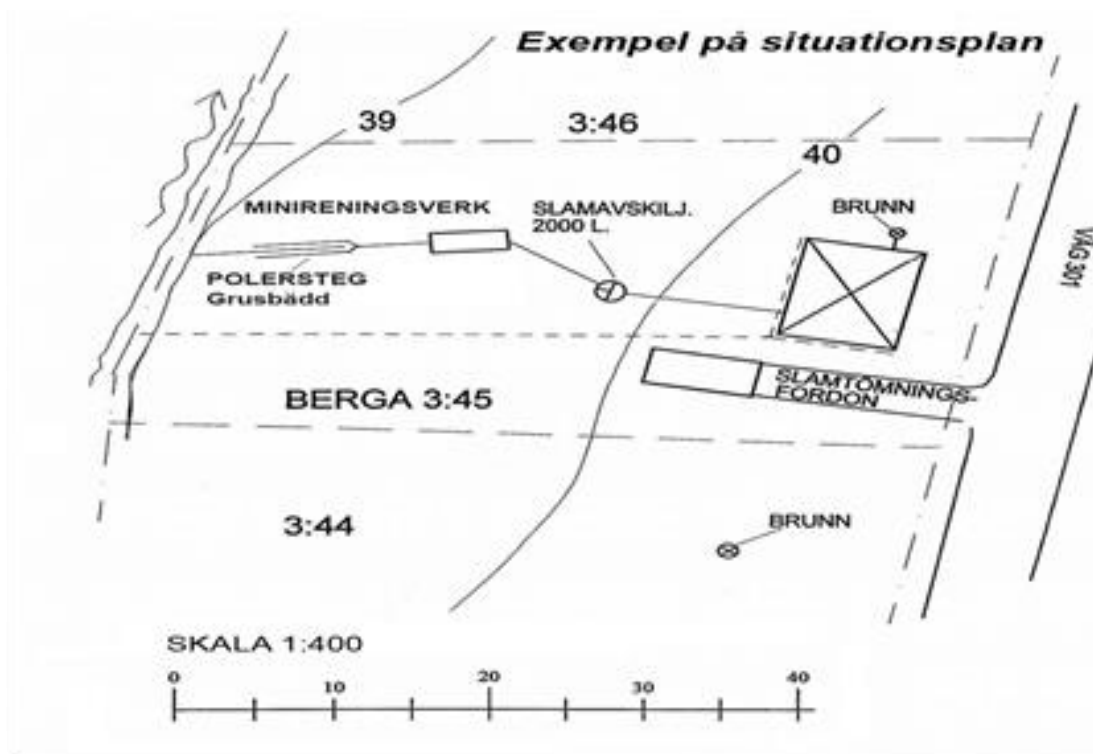 Exempel på situationsplan
39
3:46
40
MINIRENINGSVERK
SLAMAVSKILJ.
2000 L.
BRUNN
VÄG 301
POLERSTEG
Grusbädd
BERGA 3:45
SLAMTÖMNINGS-
FORDON
3:44
BRUNN
SKALA 1:400
0 10 20 30 40